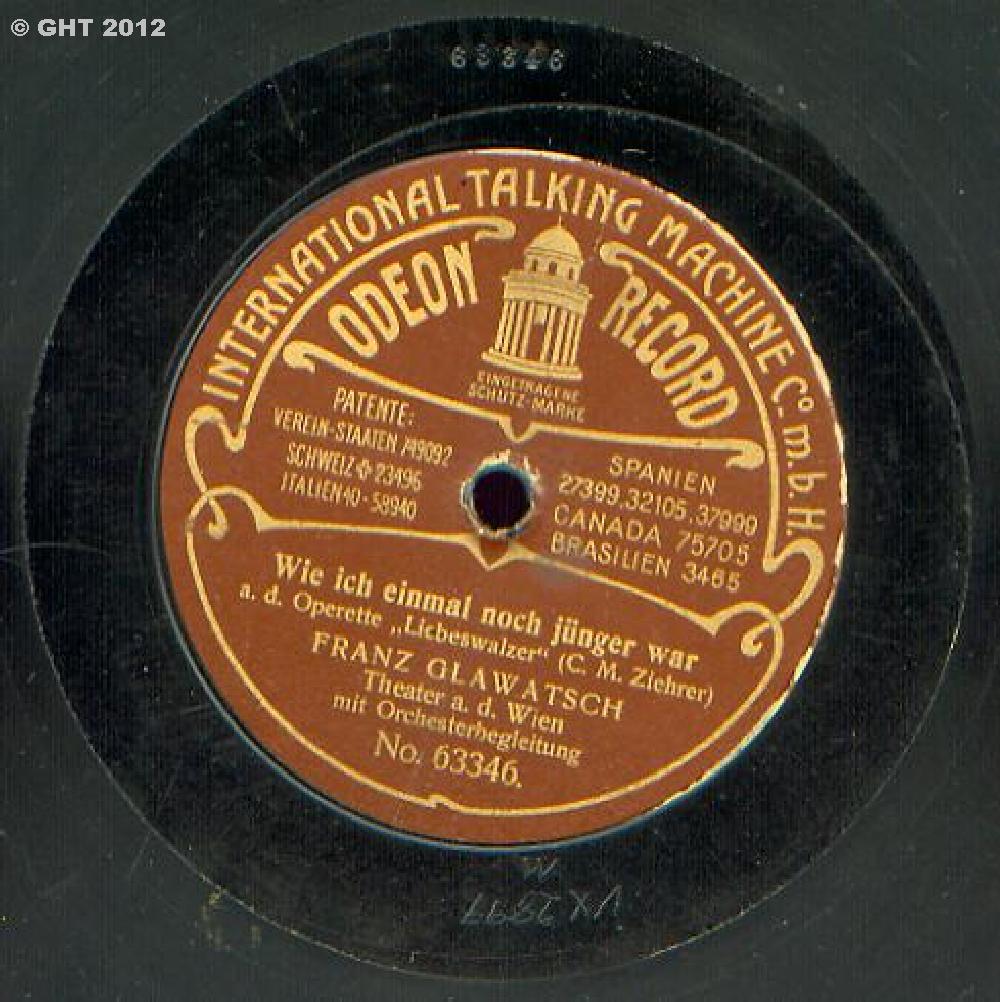 © GHT 2012
63346
INTERNATIONAL TALKING MACHINE Co. m.b.H.
ODEON RECORD
EINGETRAGENE
SCHUTZ-MARKE
PATENTE:
VEREIN-STAATEN 749092
SCHWEIZ ✠ 23496
ITALIEN 40-58940
SPANIEN
27399,32105,37999
CANADA 75705
BRASILIEN 3465
Wie ich einmal noch jünger war
a. d. Operette „Liebeswalzer“ (C. M. Ziehrer)
FRANZ GLAWATSCH
Theater a. d. Wien
mit Orchesterbegleitung
No. 63346.